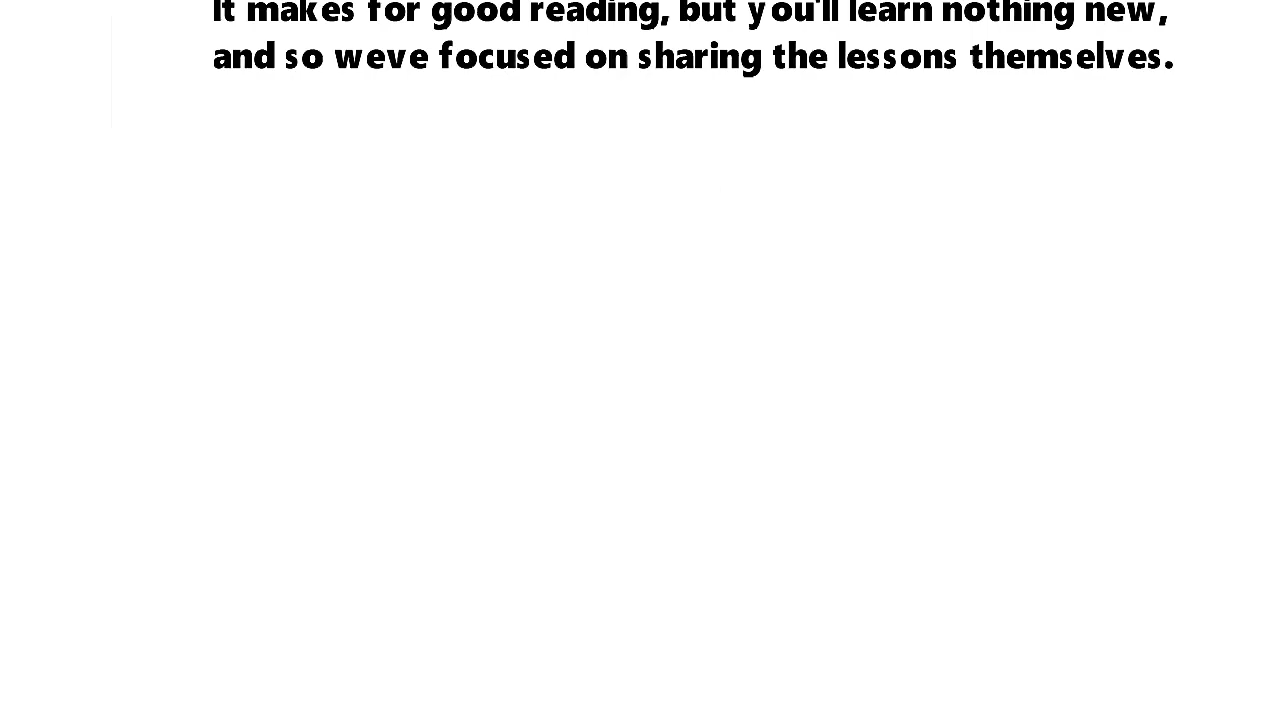 It makes for good reading, but you'll learn nothing new,
and so weve focused on sharing the lessons themselves.